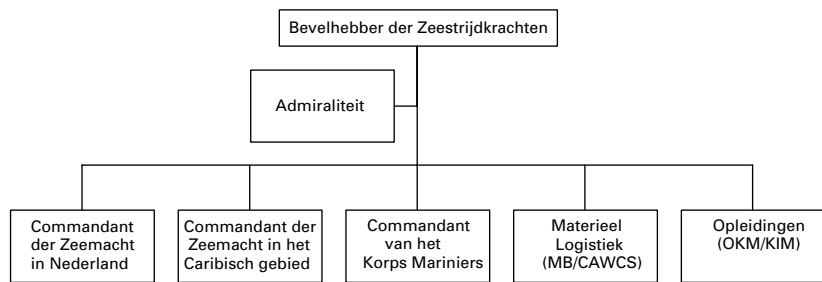 Bevelhebber der Zeestrijdkrachten
Admiraliteit
Commandant
der Zeemacht
in Nederland
Commandant der
Zeemacht in het
Caribisch gebied
Commandant
van het
Korps Mariniers
Materieel
Logistiek
(MB/CAWCS)
Opleidingen
(OKM/KIM)